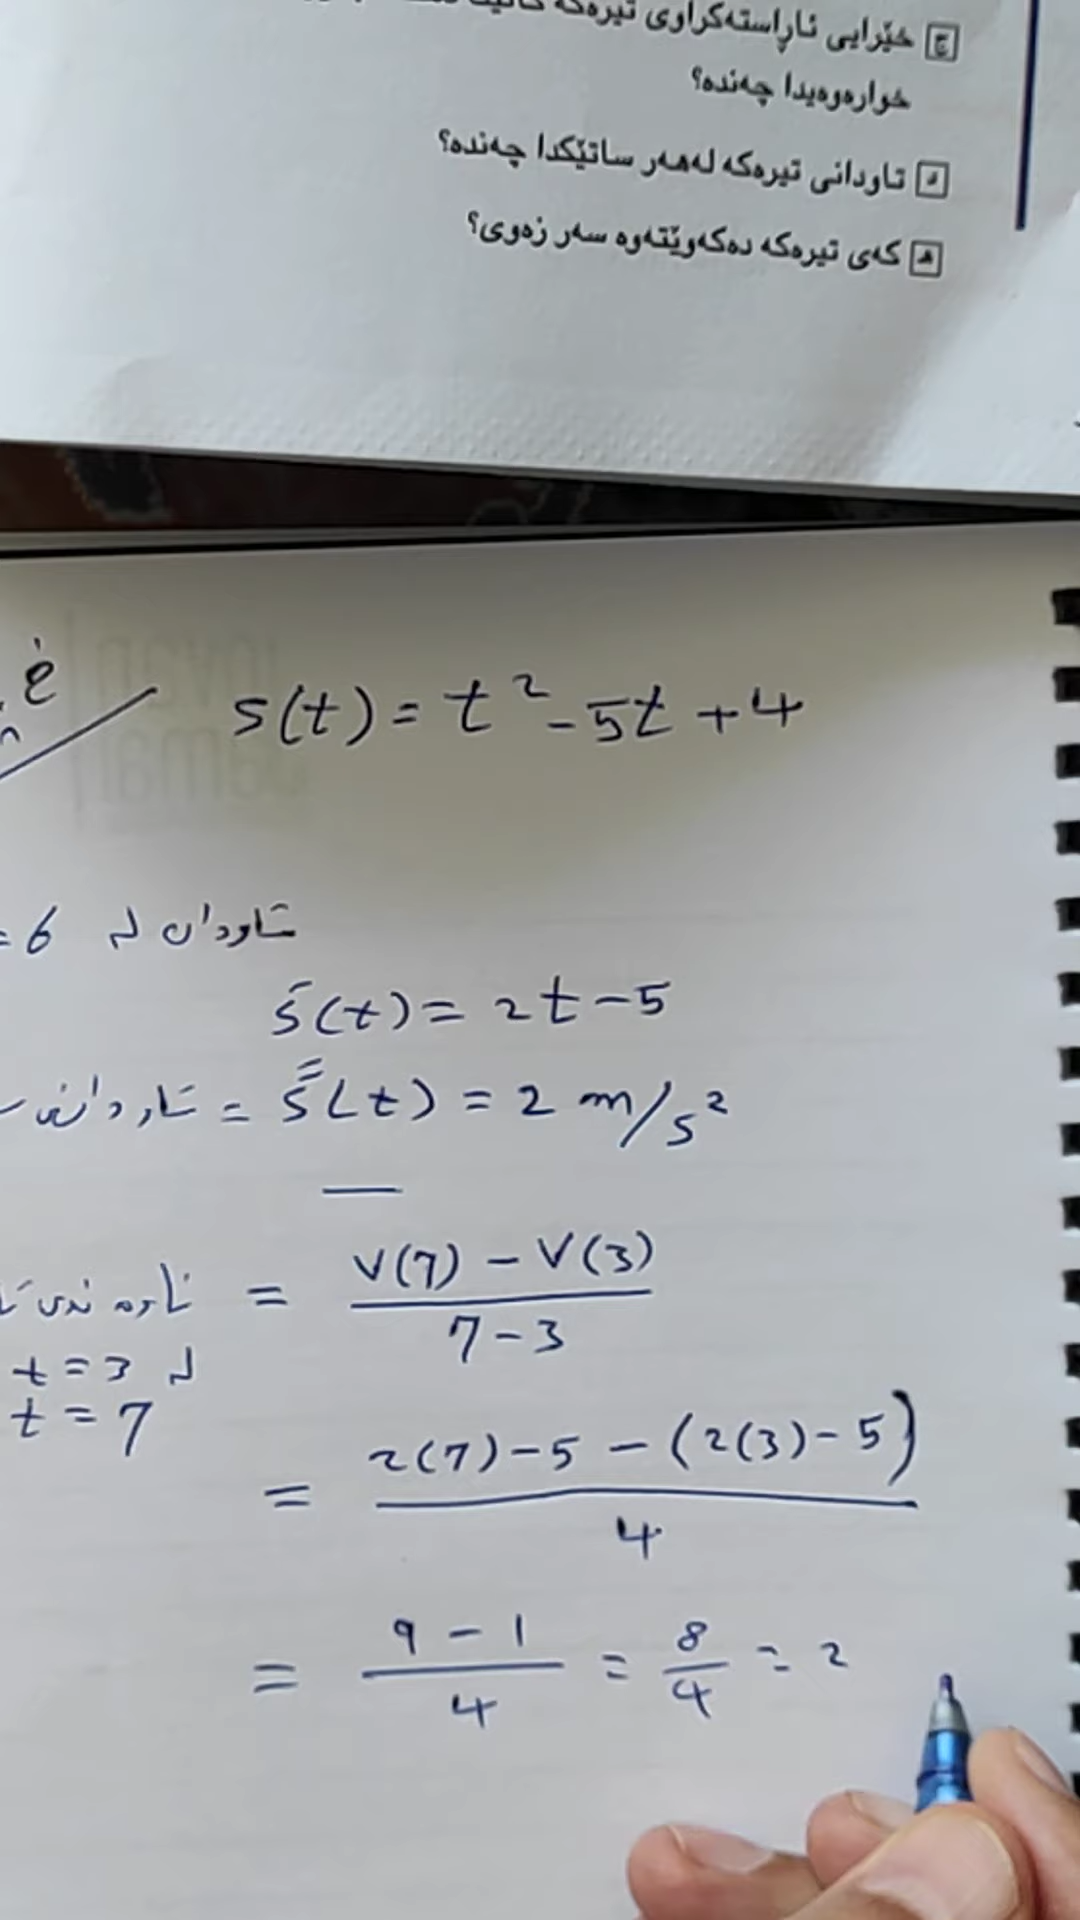 ج خێرایی ئاڕاستەکراوی تیرەکە
خوارەوەیدا چەندە؟
د تاودانی تیرەکە لەهەر ساتێکدا چەندە؟
هـ کەی تیرەکە دەکەوێتەوە سەر زەوی؟
S(t) = t² - 5t + 4
تاودان لە 6 =
S'(t) = 2t - 5
= S''(t) = 2 m/s²
= (V(7) - V(3)) / (7 - 3)
لە t = 3
t = 7
= (2(7) - 5 - (2(3) - 5)) / 4
= (9 - 1) / 4 = 8/4 = 2